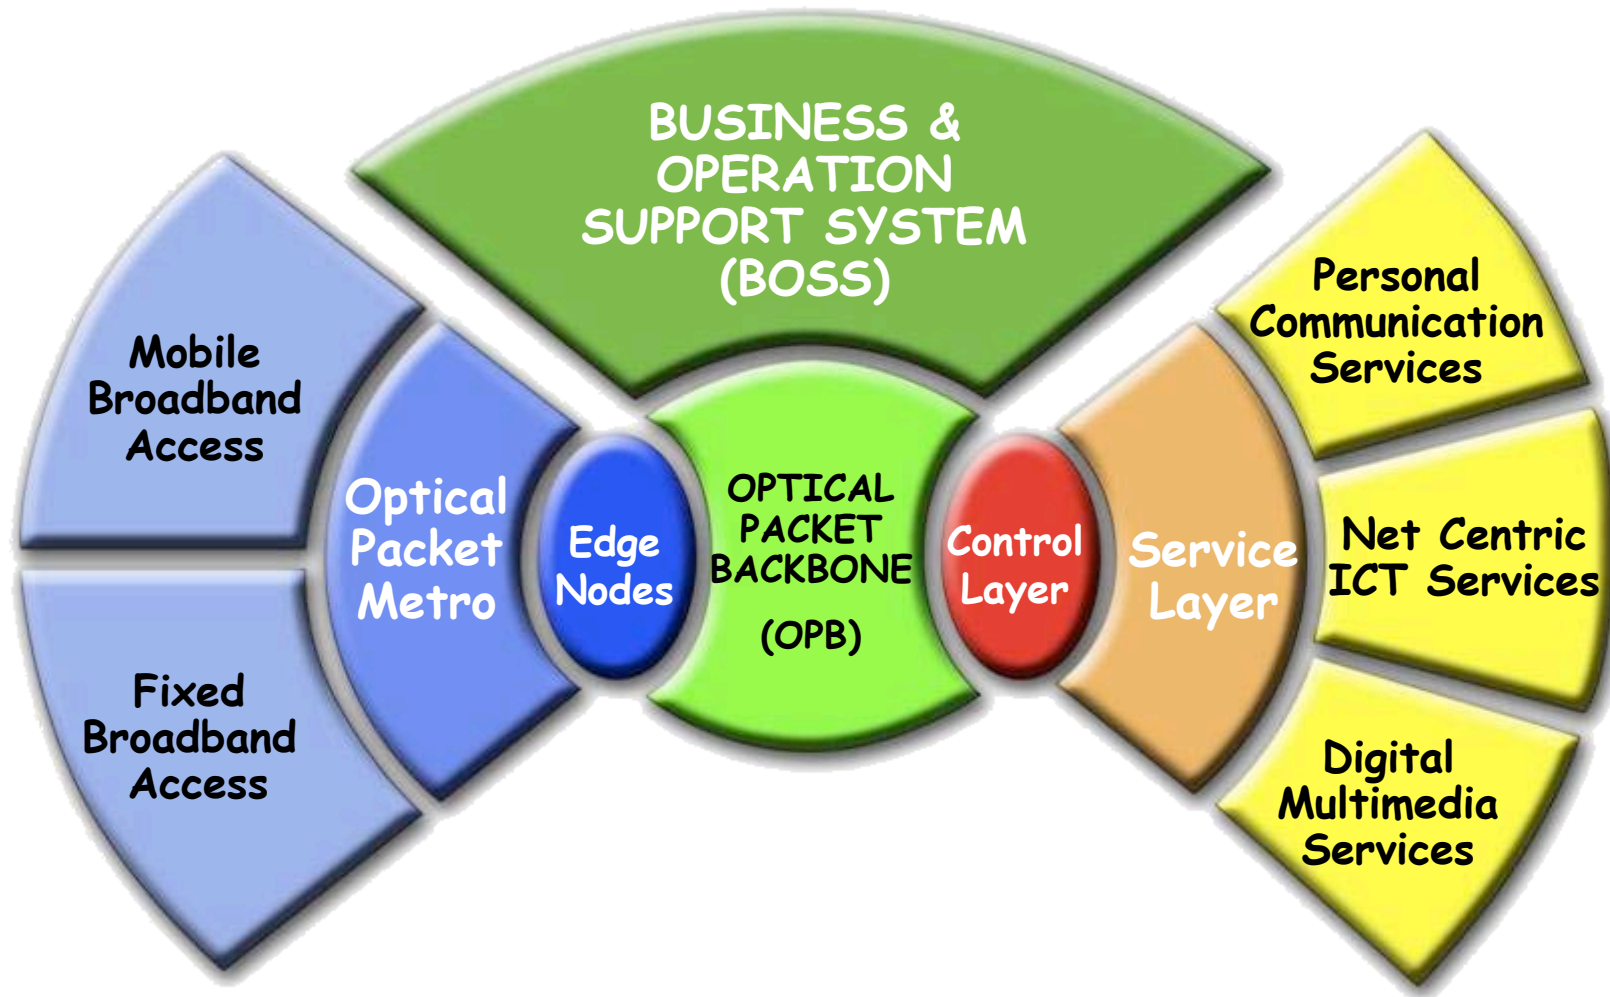 BUSINESS &
OPERATION
SUPPORT SYSTEM
(BOSS)
Mobile
Broadband
Access
Fixed
Broadband
Access
Optical
Packet
Metro
Edge
Nodes
OPTICAL
PACKET
BACKBONE
(OPB)
Control
Layer
Service
Layer
Personal
Communication
Services
Net Centric
ICT Services
Digital
Multimedia
Services